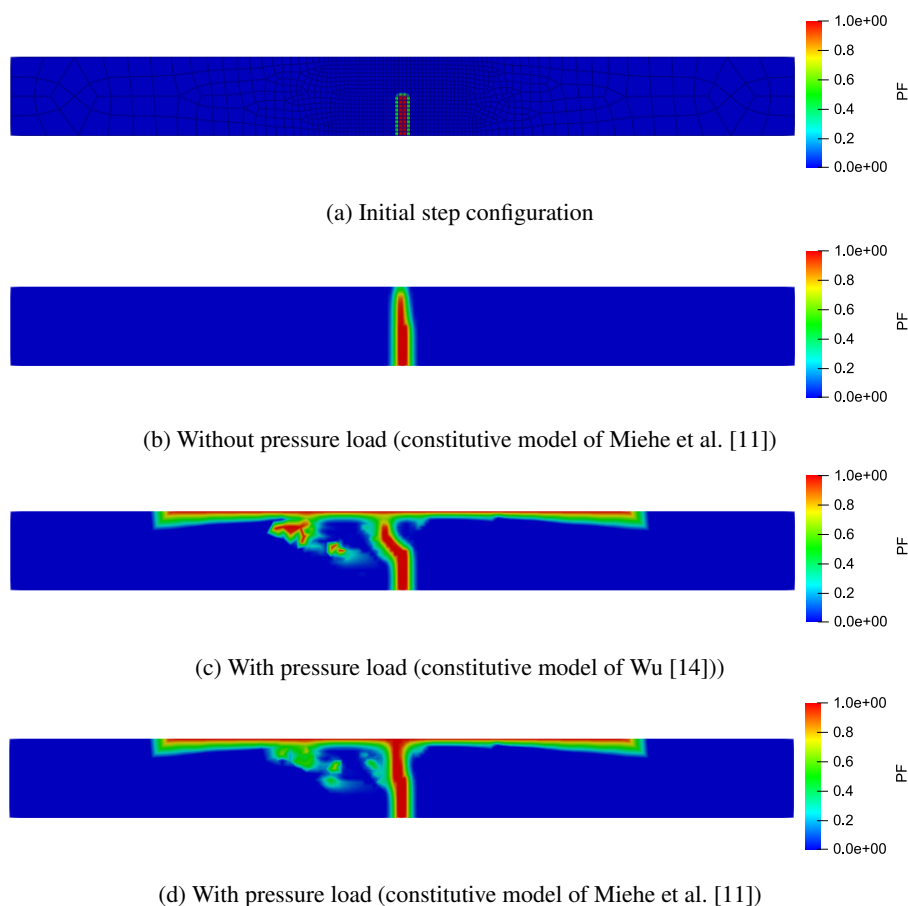 1.0e+00
0.8
0.6
0.4
0.2
0.0e+00
PF
(a) Initial step configuration
1.0e+00
0.8
0.6
0.4
0.2
0.0e+00
PF
(b) Without pressure load (constitutive model of Miehe et al. [11])
1.0e+00
0.8
0.6
0.4
0.2
0.0e+00
PF
(c) With pressure load (constitutive model of Wu [14]))
1.0e+00
0.8
0.6
0.4
0.2
0.0e+00
PF
(d) With pressure load (constitutive model of Miehe et al. [11])